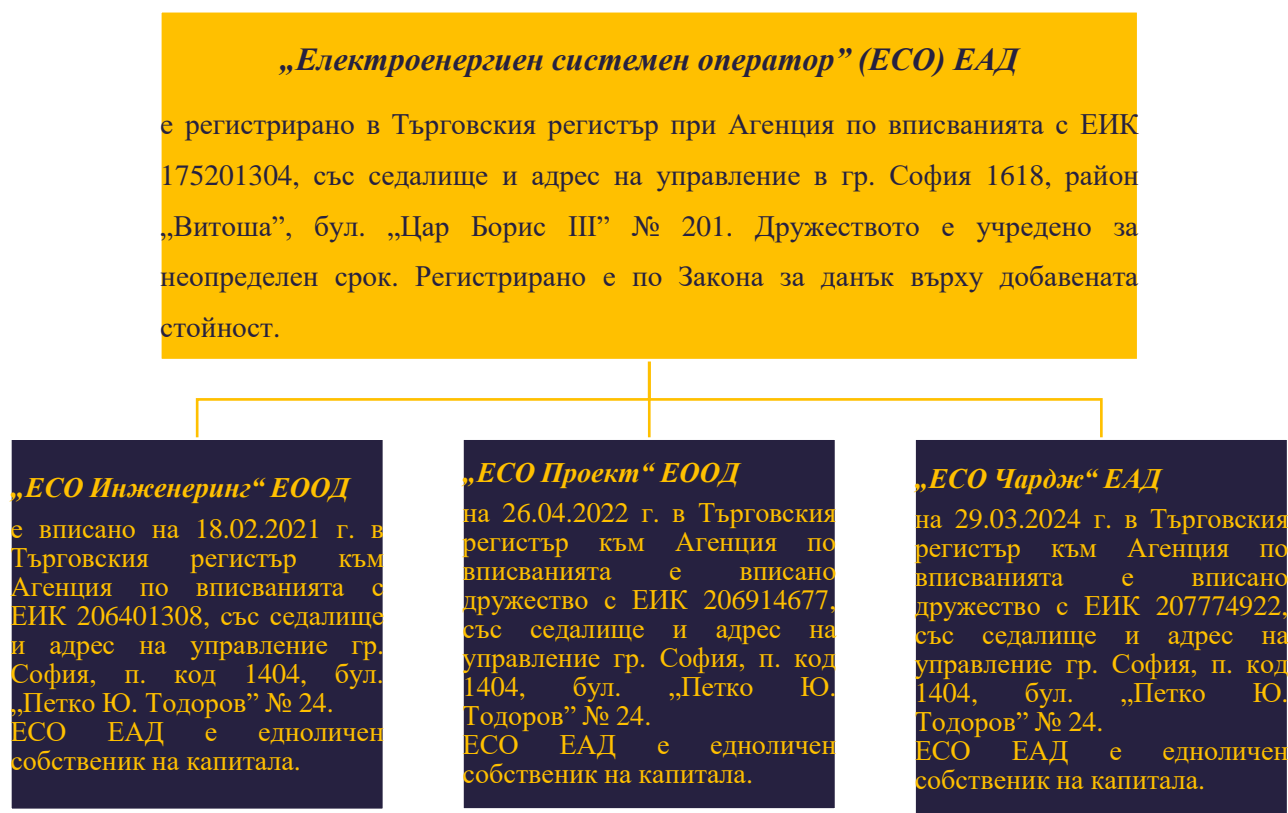 „Електроенергиен системен оператор” (ЕСО) ЕАД
е регистрирано в Търговския регистър при Агенция по вписванията с ЕИК
175201304, със седалище и адрес на управление в гр. София 1618, район
„Витоша”, бул. „Цар Борис III” № 201. Дружеството е учредено за
неопределен срок. Регистрирано е по Закона за данък върху добавената
стойност.
„ЕСО Инженеринг“ ЕООД
е вписано на 18.02.2021 г. в
Търговския регистър към
Агенция по вписванията с
ЕИК 206401308, със седалище
и адрес на управление гр.
София, п. код 1404, бул.
„Петко Ю. Тодоров” № 24.
ЕСО ЕАД е едноличен
собственик на капитала.
„ЕСО Проект“ ЕООД
на 26.04.2022 г. в Търговския
регистър към Агенция по
вписванията е вписано
дружество с ЕИК 206914677,
със седалище и адрес на
управление гр. София, п. код
1404, бул. „Петко Ю.
Тодоров” № 24.
ЕСО ЕАД е едноличен
собственик на капитала.
„ЕСО Чардж“ ЕАД
на 29.03.2024 г. в Търговския
регистър към Агенция по
вписванията е вписано
дружество с ЕИК 207774922,
със седалище и адрес на
управление гр. София, п. код
1404, бул. „Петко Ю.
Тодоров” № 24.
ЕСО ЕАД е едноличен
собственик на капитала.